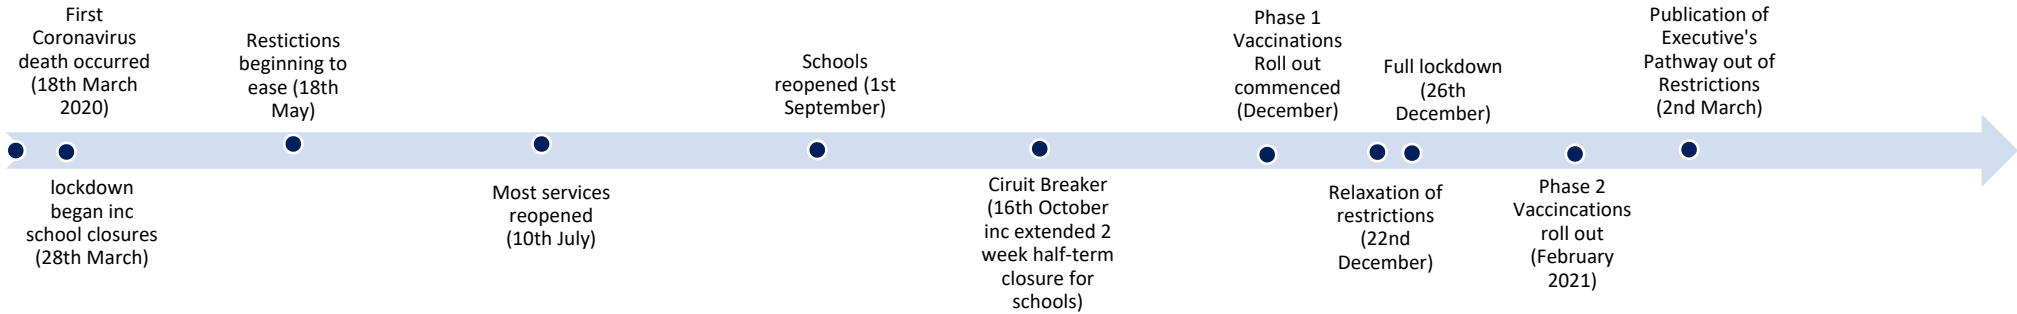 First
Coronavirus
death occurred
(18th March
2020)
lockdown
began inc
school closures
(28th March)
Restictions
beginning to
ease (18th
May)
Most services
reopened
(10th July)
Schools
reopened (1st
September)
Ciruit Breaker
(16th October
inc extended 2
week half-term
closure for
schools)
Phase 1
Vaccinations
Roll out
commenced
(December)
Relaxation of
restrictions
(22nd
December)
Full lockdown
(26th
December)
Phase 2
Vaccincations
roll out
(February
2021)
Publication of
Executive's
Pathway out of
Restrictions
(2nd March)